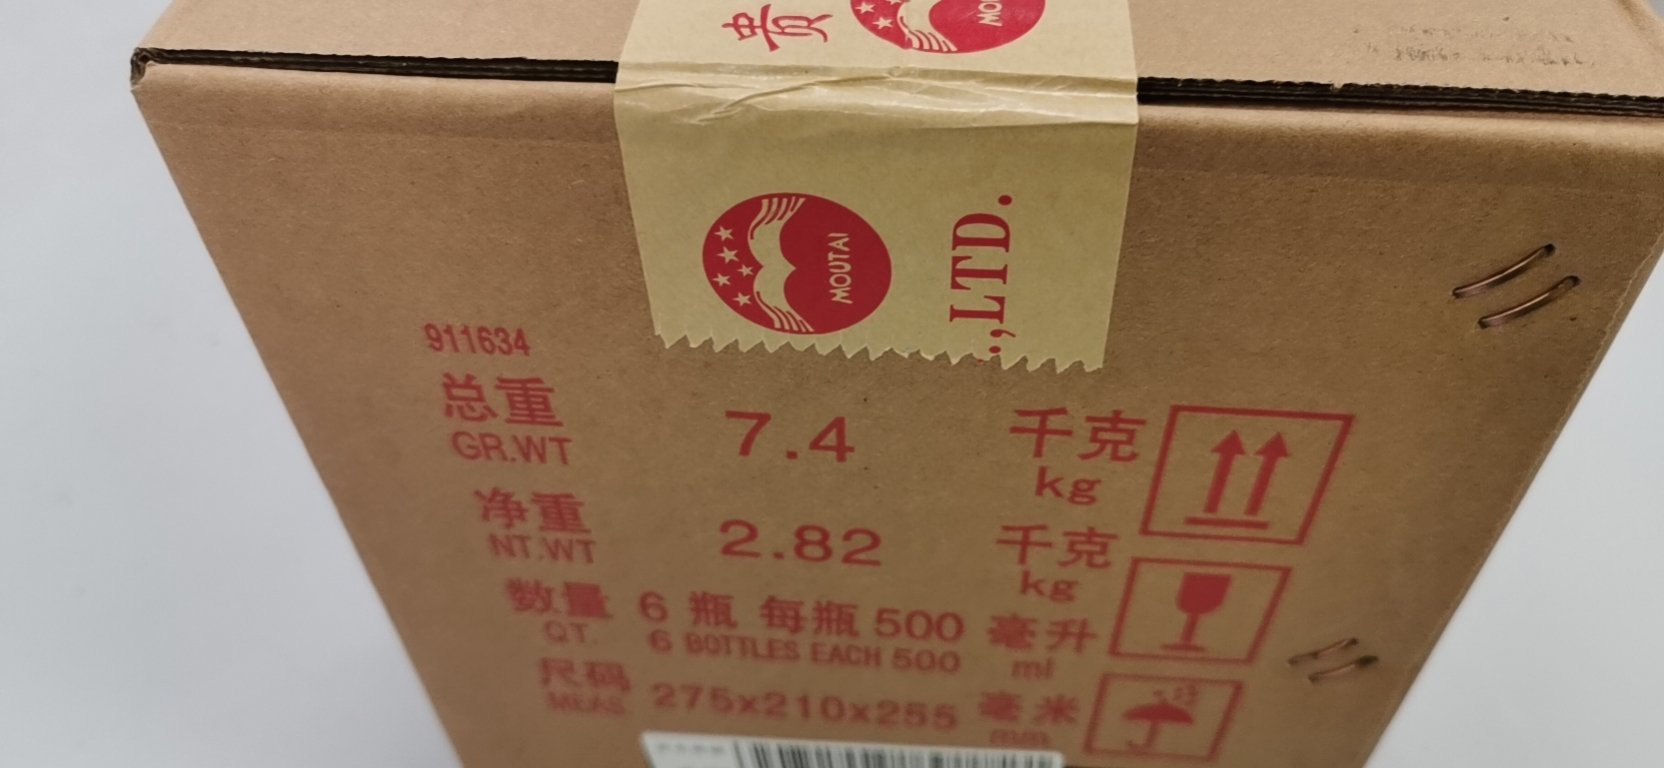 贵
MOUTAI
MOUTAI
.,LTD.
911634
总重 7.4 千克
GR.WT kg
净重 2.82 千克
NT.WT kg
数量 6 瓶 每瓶 500 毫升
QT. 6 BOTTLES EACH 500 ml
尺码 275x210x255 毫米
MEAS mm